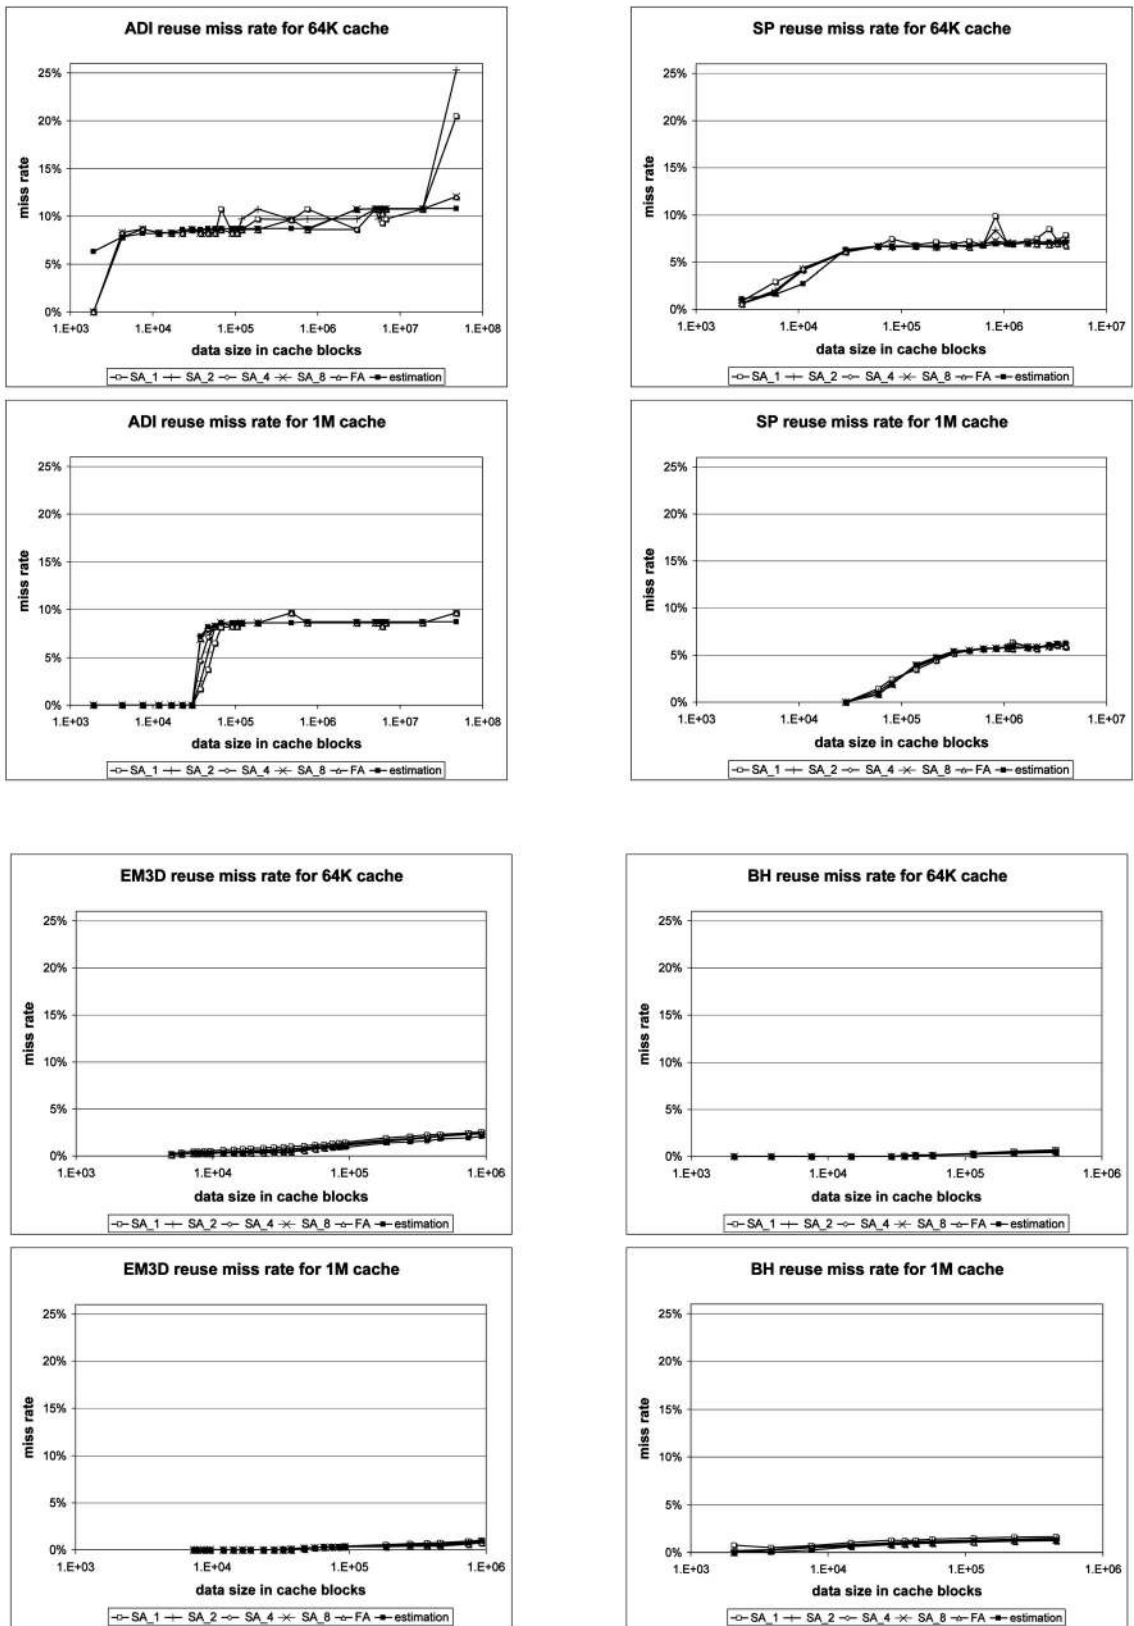 ADI reuse miss rate for 64K cache
25%
20%
15%
10%
5%
0%
miss rate
1.E+03 1.E+04 1.E+05 1.E+06 1.E+07 1.E+08
data size in cache blocks
SA_1 SA_2 SA_4 SA_8 FA estimation
SP reuse miss rate for 64K cache
25%
20%
15%
10%
5%
0%
miss rate
1.E+03 1.E+04 1.E+05 1.E+06 1.E+07
data size in cache blocks
SA_1 SA_2 SA_4 SA_8 FA estimation
ADI reuse miss rate for 1M cache
25%
20%
15%
10%
5%
0%
miss rate
1.E+03 1.E+04 1.E+05 1.E+06 1.E+07 1.E+08
data size in cache blocks
SA_1 SA_2 SA_4 SA_8 FA estimation
SP reuse miss rate for 1M cache
25%
20%
15%
10%
5%
0%
miss rate
1.E+03 1.E+04 1.E+05 1.E+06 1.E+07
data size in cache blocks
SA_1 SA_2 SA_4 SA_8 FA estimation
EM3D reuse miss rate for 64K cache
25%
20%
15%
10%
5%
0%
miss rate
1.E+03 1.E+04 1.E+05 1.E+06
data size in cache blocks
SA_1 SA_2 SA_4 SA_8 FA estimation
BH reuse miss rate for 64K cache
25%
20%
15%
10%
5%
0%
miss rate
1.E+03 1.E+04 1.E+05 1.E+06
data size in cache blocks
SA_1 SA_2 SA_4 SA_8 FA estimation
EM3D reuse miss rate for 1M cache
25%
20%
15%
10%
5%
0%
miss rate
1.E+03 1.E+04 1.E+05 1.E+06
data size in cache blocks
SA_1 SA_2 SA_4 SA_8 FA estimation
BH reuse miss rate for 1M cache
25%
20%
15%
10%
5%
0%
miss rate
1.E+03 1.E+04 1.E+05 1.E+06
data size in cache blocks
SA_1 SA_2 SA_4 SA_8 FA estimation